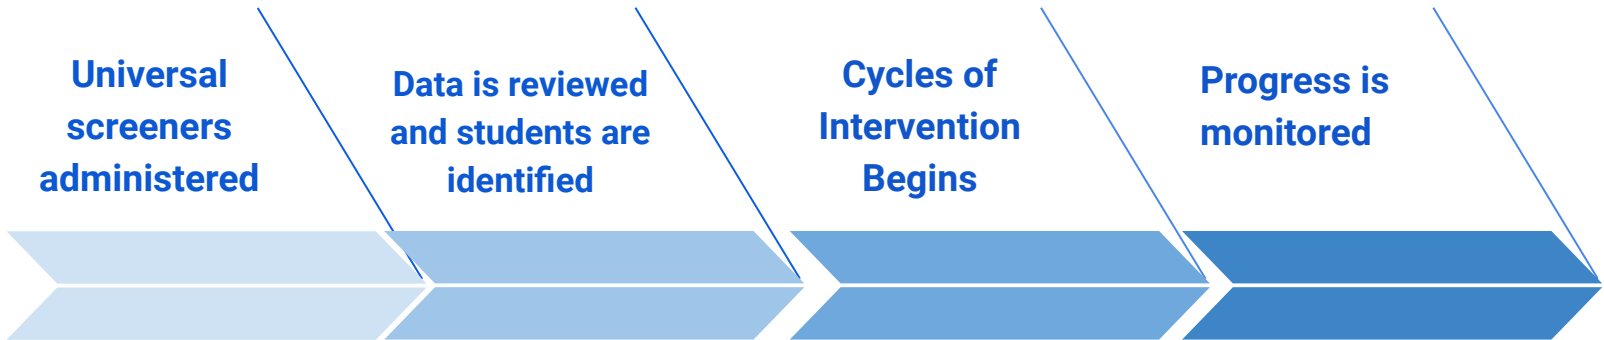 Universal
screeners
administered
Data is reviewed
and students are
identified
Cycles of
Intervention
Begins
Progress is
monitored